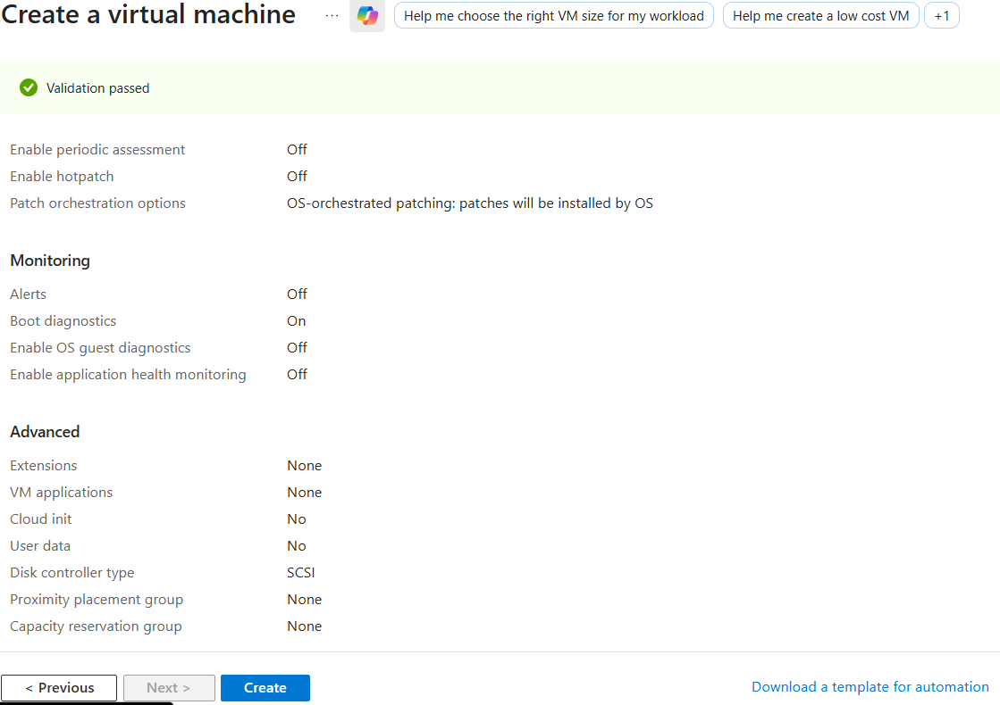 Create a virtual machine ... Help me choose the right VM size for my workload Help me create a low cost VM +1
Validation passed
Enable periodic assessment Off
Enable hotpatch Off
Patch orchestration options OS-orchestrated patching: patches will be installed by OS
Monitoring
Alerts Off
Boot diagnostics On
Enable OS guest diagnostics Off
Enable application health monitoring Off
Advanced
Extensions None
VM applications None
Cloud init No
User data No
Disk controller type SCSI
Proximity placement group None
Capacity reservation group None
< Previous Next > Create Download a template for automation